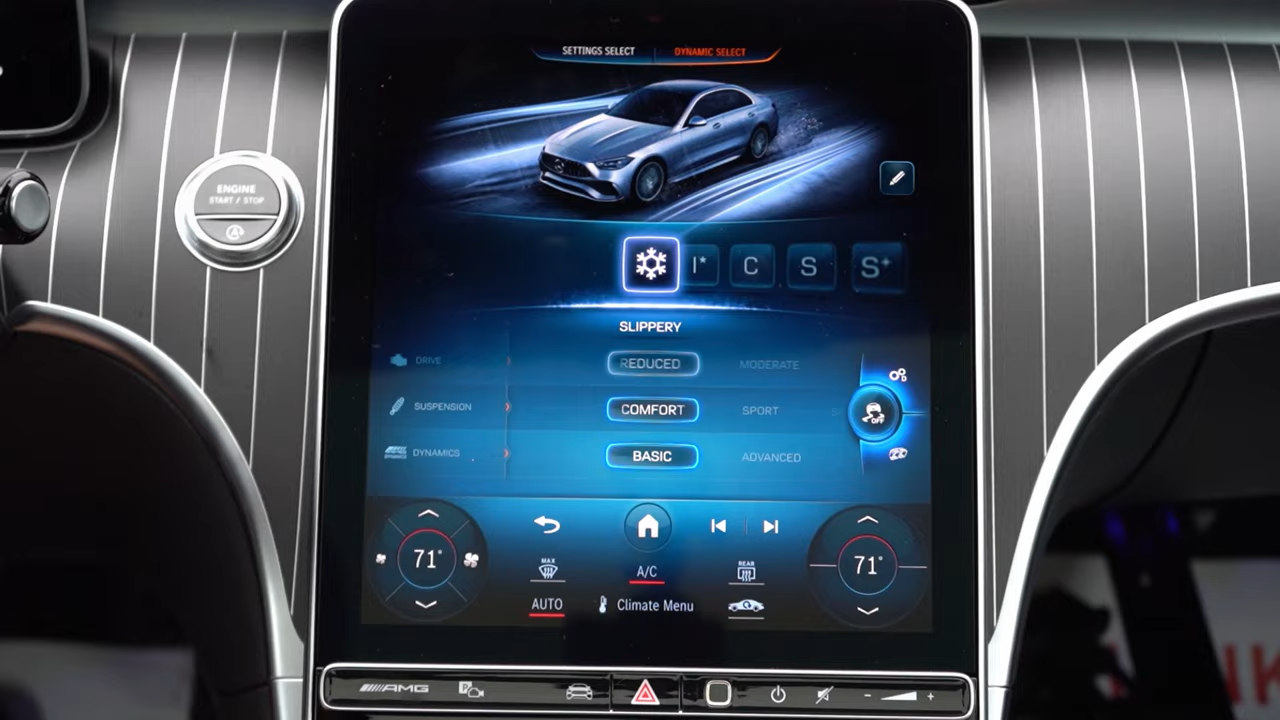 SETTINGS SELECT DYNAMIC SELECT
ENGINE
START / STOP
A
I* C S S+
SLIPPERY
DRIVE REDUCED MODERATE
SUSPENSION COMFORT SPORT S
OFF
DYNAMICS BASIC ADVANCED
71° 71°
MAX A/C REAR
AUTO Climate Menu
AMG P - +